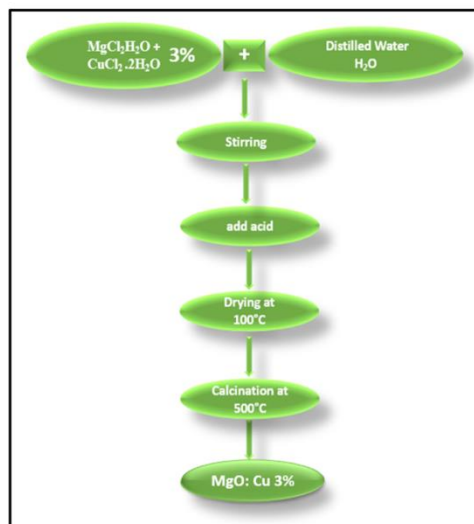 MgCl₂H₂O +
CuCl₂ .2H₂O 3%
+
Distilled Water
H₂O
Stirring
add acid
Drying at
100°C
Calcination at
500°C
MgO: Cu 3%